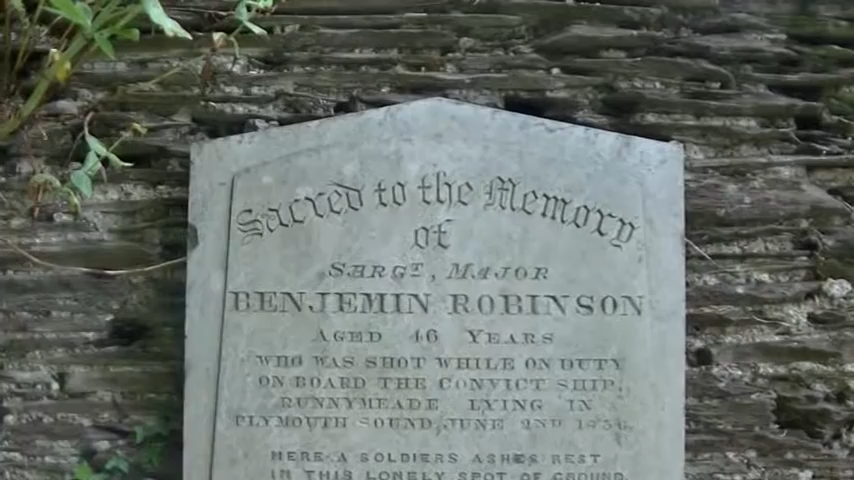 Sacred to the Memory
of
SARGT, MAJOR
BENJEMIN ROBINSON
AGED 46 YEARS
WHO WAS SHOT WHILE ON DUTY
ON BOARD THE CONVICT SHIP,
RUNNYMEADE, LYING IN
PLYMOUTH SOUND, JUNE 2ND
HERE A SOLDIERS ASHES REST
IN THIS LONELY SPOT OF GROUND